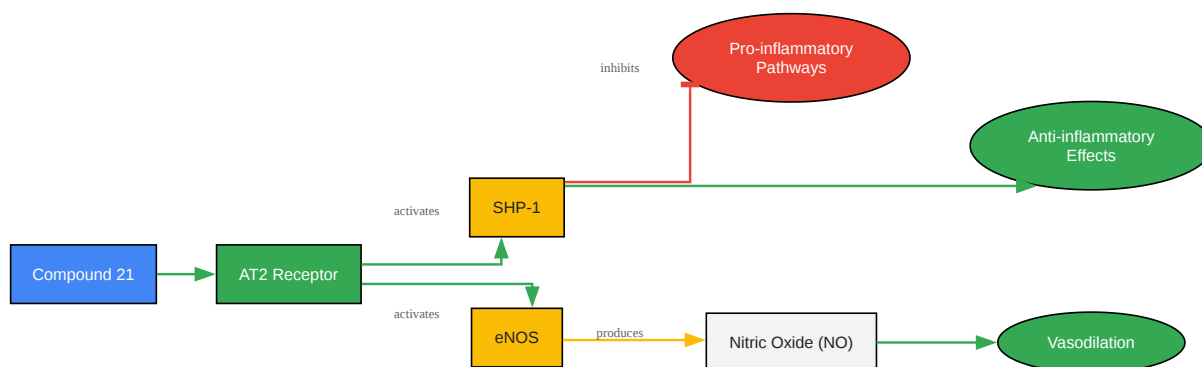 Pro-inflammatory
Pathways
inhibits
Anti-inflammatory
Effects
SHP-1
activates
Compound 21
AT2 Receptor
activates
eNOS
produces
Nitric Oxide (NO)
Vasodilation